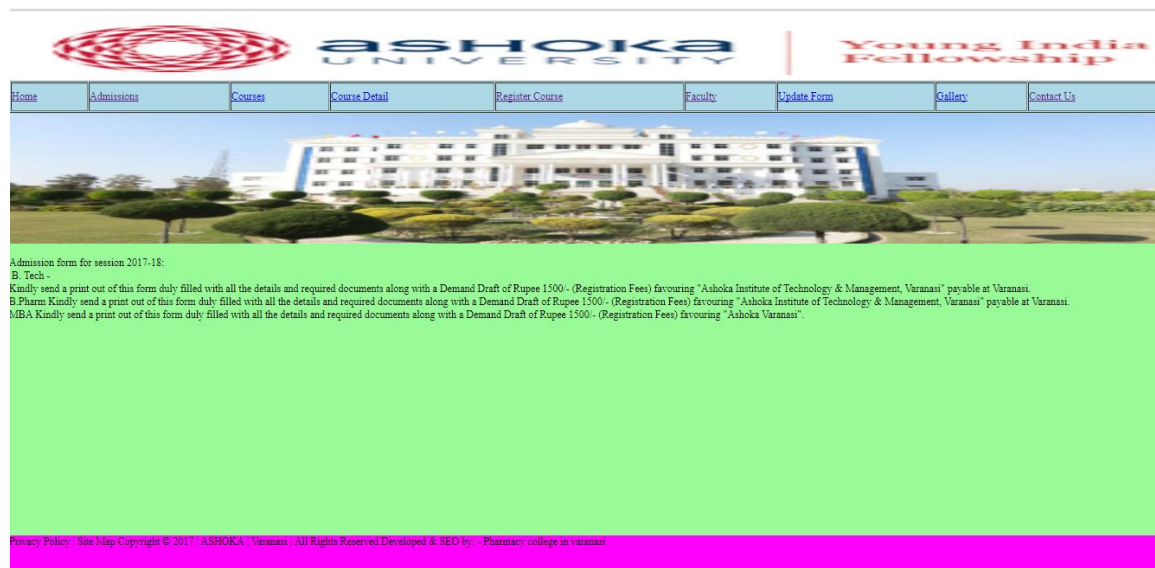 ASHOKA
UNIVERSITY
Young India
Fellowship
Home Admissions Courses Course Detail Register Course Faculty Update Form Gallery Contact Us
Admission form for session 2017-18:
B. Tech -
Kindly send a print out of this form duly filled with all the details and required documents along with a Demand Draft of Rupee 1500/- (Registration Fees) favouring "Ashoka Institute of Technology & Management, Varanasi" payable at Varanasi.
B.Pharm Kindly send a print out of this form duly filled with all the details and required documents along with a Demand Draft of Rupee 1500/- (Registration Fees) favouring "Ashoka Institute of Technology & Management, Varanasi" payable at Varanasi.
MBA Kindly send a print out of this form duly filled with all the details and required documents along with a Demand Draft of Rupee 1500/- (Registration Fees) favouring "Ashoka Varanasi".
Privacy Policy | Site Map Copyright © 2017 | ASHOKA | Varanasi | All Rights Reserved Developed & SEO by: - Pharmacy college in varanasi